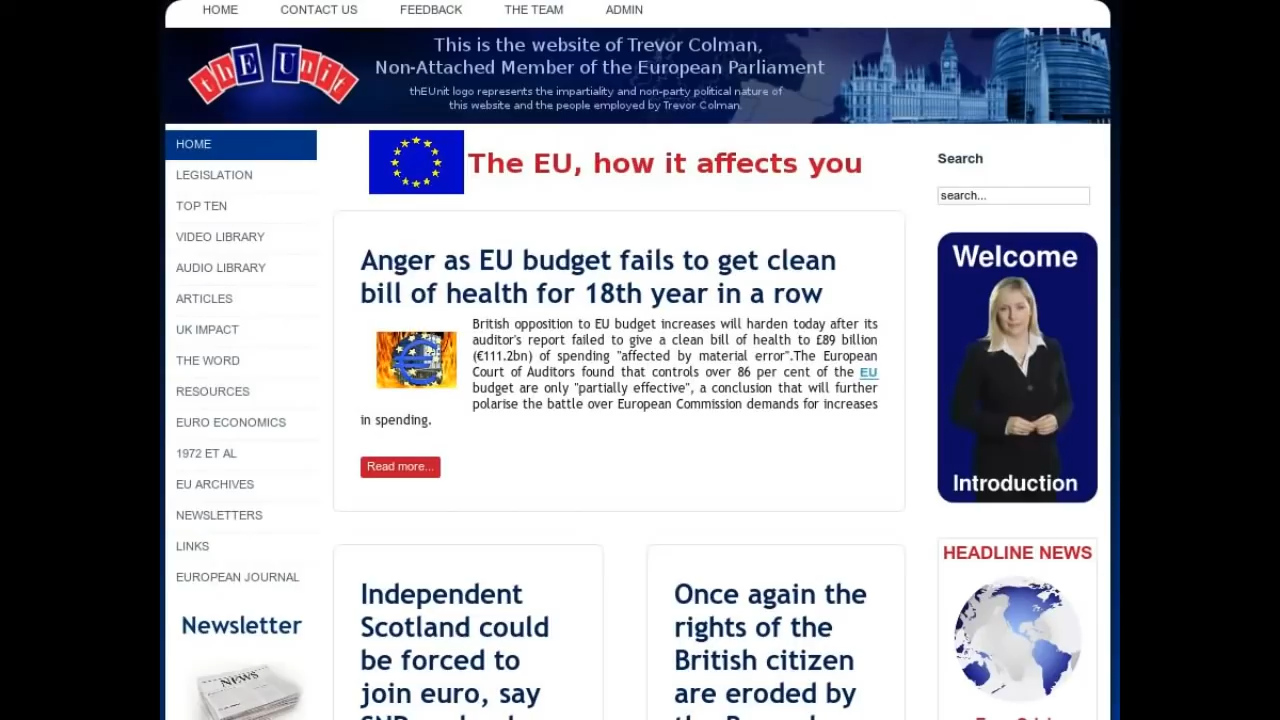 HOME
CONTACT US
FEEDBACK
THE TEAM
ADMIN
thEUnit
This is the website of Trevor Colman,
Non-Attached Member of the European Parliament
thEUnit logo represents the impartiality and non-party political nature of
this website and the people employed by Trevor Colman.
HOME
LEGISLATION
TOP TEN
VIDEO LIBRARY
AUDIO LIBRARY
ARTICLES
UK IMPACT
THE WORD
RESOURCES
EURO ECONOMICS
1972 ET AL
EU ARCHIVES
NEWSLETTERS
LINKS
EUROPEAN JOURNAL
Newsletter
NEWS
The EU, how it affects you
Anger as EU budget fails to get clean
bill of health for 18th year in a row
British opposition to EU budget increases will harden today after its
auditor's report failed to give a clean bill of health to £89 billion
(€111.2bn) of spending "affected by material error".The European
Court of Auditors found that controls over 86 per cent of the EU
budget are only "partially effective", a conclusion that will further
polarise the battle over European Commission demands for increases
in spending.
Read more...
Independent
Scotland could
be forced to
join euro, say
Once again the
rights of the
British citizen
are eroded by
Search
search...
Welcome
Introduction
HEADLINE NEWS